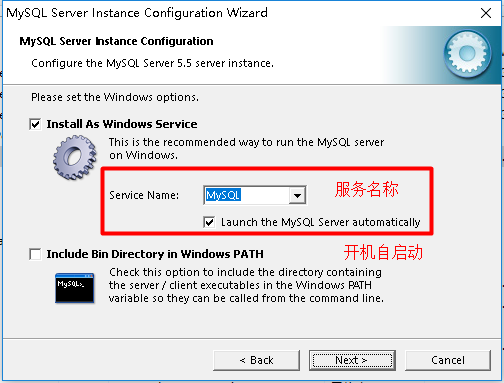 MySQL Server Instance Configuration Wizard
MySQL Server Instance Configuration
Configure the MySQL Server 5.5 server instance.
Please set the Windows options.
Install As Windows Service
This is the recommended way to run the MySQL server
on Windows.
Service Name: MySQL 服务名称
Launch the MySQL Server automatically
Include Bin Directory in Windows PATH 开机自启动
Check this option to include the directory containing
the server / client executables in the Windows PATH
variable so they can be called from the command line.
< Back Next > Cancel